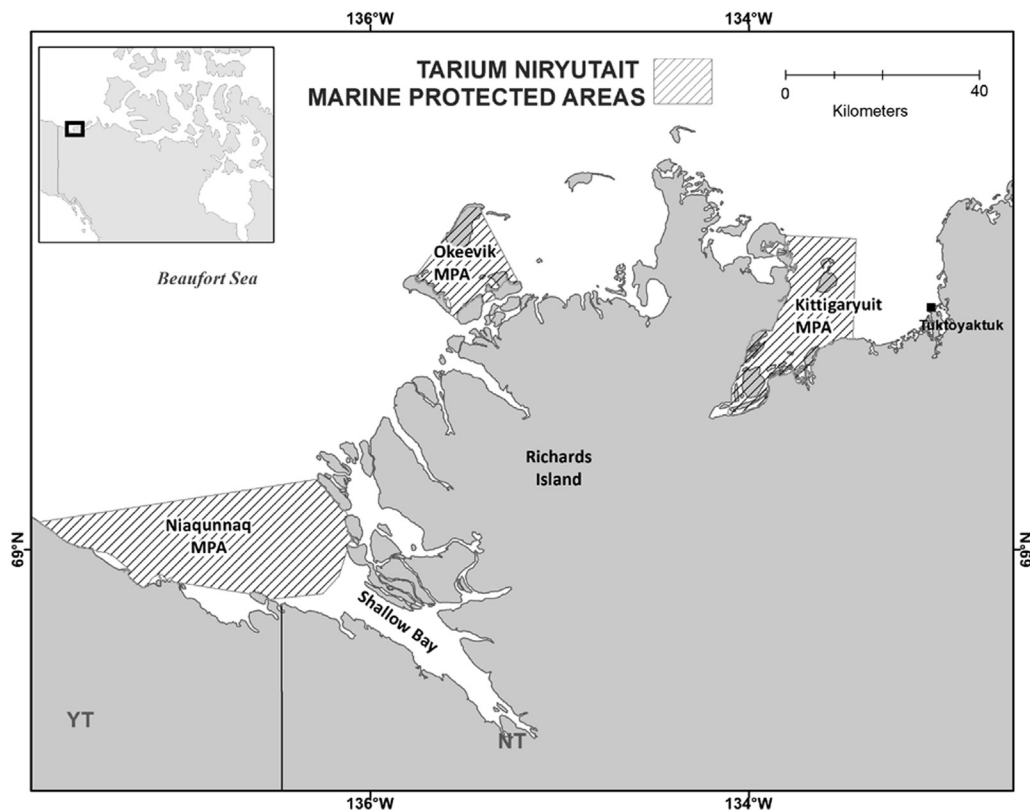 136°W
134°W
TARIUM NIRYUTAIT
MARINE PROTECTED AREAS
0
40
Kilometers
Beaufort Sea
Okeevik
MPA
Kittigaryuit
MPA
Tuktoyaktuk
Richards
Island
Niaqunnaq
MPA
69°N
69°N
Shallow Bay
YT
NT
136°W
134°W